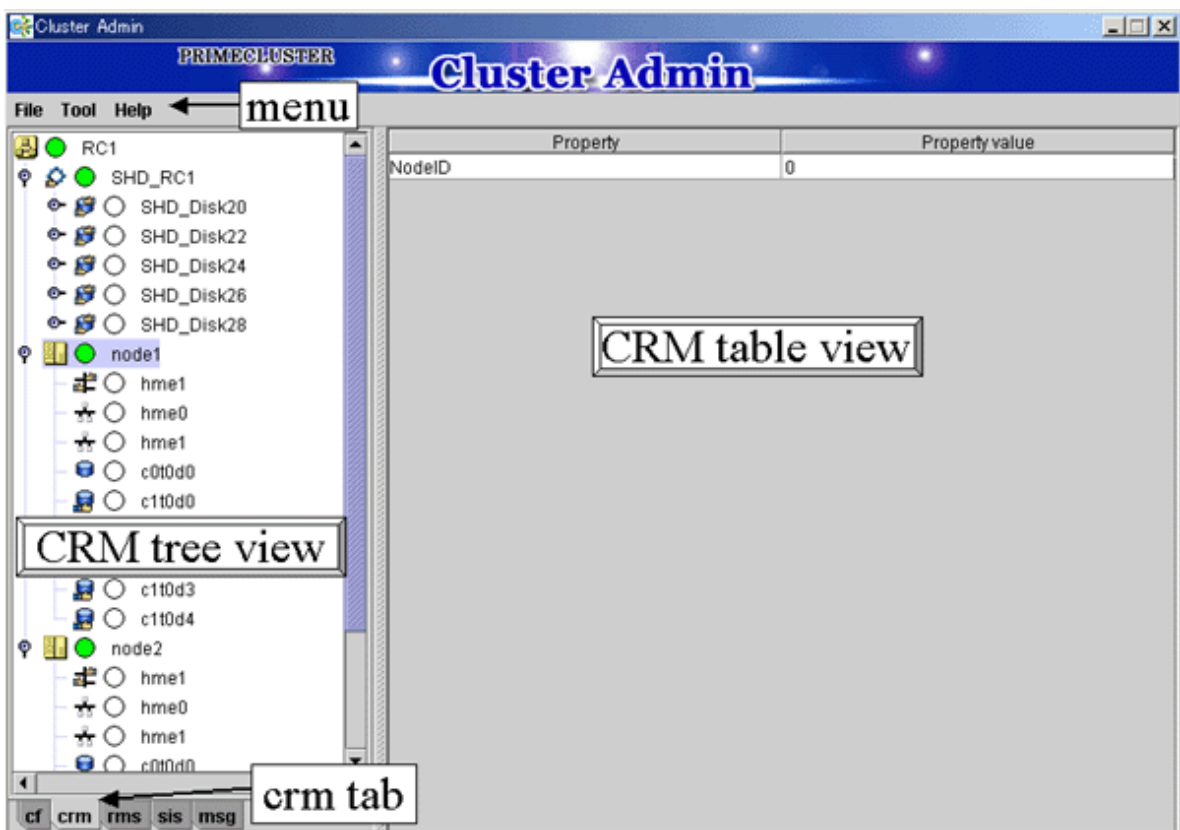 Cluster Admin
PRIMECLUSTER
Cluster Admin
File Tool Help
menu
RC1
SHD_RC1
SHD_Disk20
SHD_Disk22
SHD_Disk24
SHD_Disk26
SHD_Disk28
node1
hme1
hme0
hme1
c0t0d0
c1t0d0
CRM tree view
c1t0d3
c1t0d4
node2
hme1
hme0
hme1
c0t0d0
cf crm rms sis msg
crm tab
Property Property value
NodeID 0
CRM table view